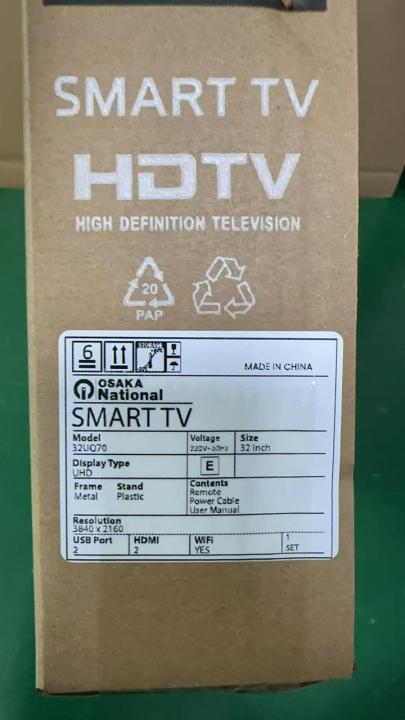 SMART TV
HDTV
HIGH DEFINITION TELEVISION
20
PAP
6
MADE IN CHINA
OSAKA
National
SMART TV
Model
32UQ70
Voltage
220V~50Hz
Size
32 Inch
Display Type
UHD
E
Frame
Metal
Stand
Plastic
Contents
Remote
Power Cable
User Manual
Resolution
3840 x 2160
USB Port
2
HDMI
2
WiFi
YES
1
SET